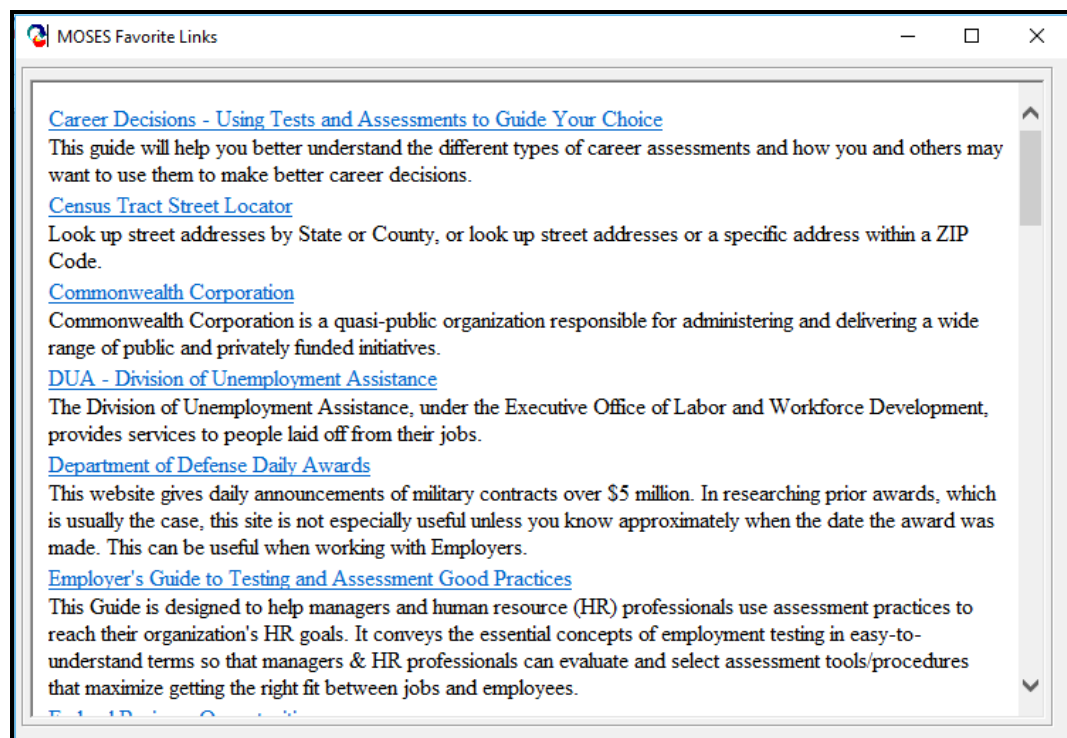 MOSES Favorite Links
Career Decisions - Using Tests and Assessments to Guide Your Choice
This guide will help you better understand the different types of career assessments and how you and others may
want to use them to make better career decisions.
Census Tract Street Locator
Look up street addresses by State or County, or look up street addresses or a specific address within a ZIP
Code.
Commonwealth Corporation
Commonwealth Corporation is a quasi-public organization responsible for administering and delivering a wide
range of public and privately funded initiatives.
DUA - Division of Unemployment Assistance
The Division of Unemployment Assistance, under the Executive Office of Labor and Workforce Development,
provides services to people laid off from their jobs.
Department of Defense Daily Awards
This website gives daily announcements of military contracts over $5 million. In researching prior awards, which
is usually the case, this site is not especially useful unless you know approximately when the date the award was
made. This can be useful when working with Employers.
Employer's Guide to Testing and Assessment Good Practices
This Guide is designed to help managers and human resource (HR) professionals use assessment practices to
reach their organization's HR goals. It conveys the essential concepts of employment testing in easy-to-
understand terms so that managers & HR professionals can evaluate and select assessment tools/procedures
that maximize getting the right fit between jobs and employees.